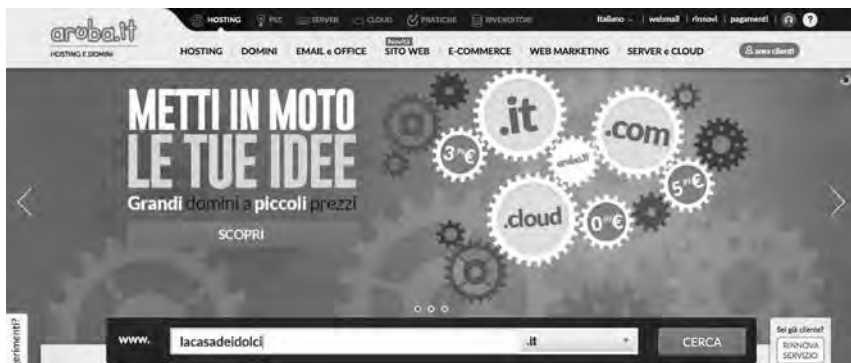 aruba.it
HOSTING E DOMINI
HOSTING PEC SERVER CLOUD PRATICHE RIVENDITORI
Italiano webmail rinnovi pagamenti ?
HOSTING DOMINI EMAIL e OFFICE SITO WEB E-COMMERCE WEB MARKETING SERVER e CLOUD
Novità
area clienti
METTI IN MOTO
LE TUE IDEE
Grandi domini a piccoli prezzi
SCOPRI
.it
.com
aruba.it
.cloud
www. lacasadeidolci .it CERCA
Sei già cliente?
RINNOVA
SERVIZIO